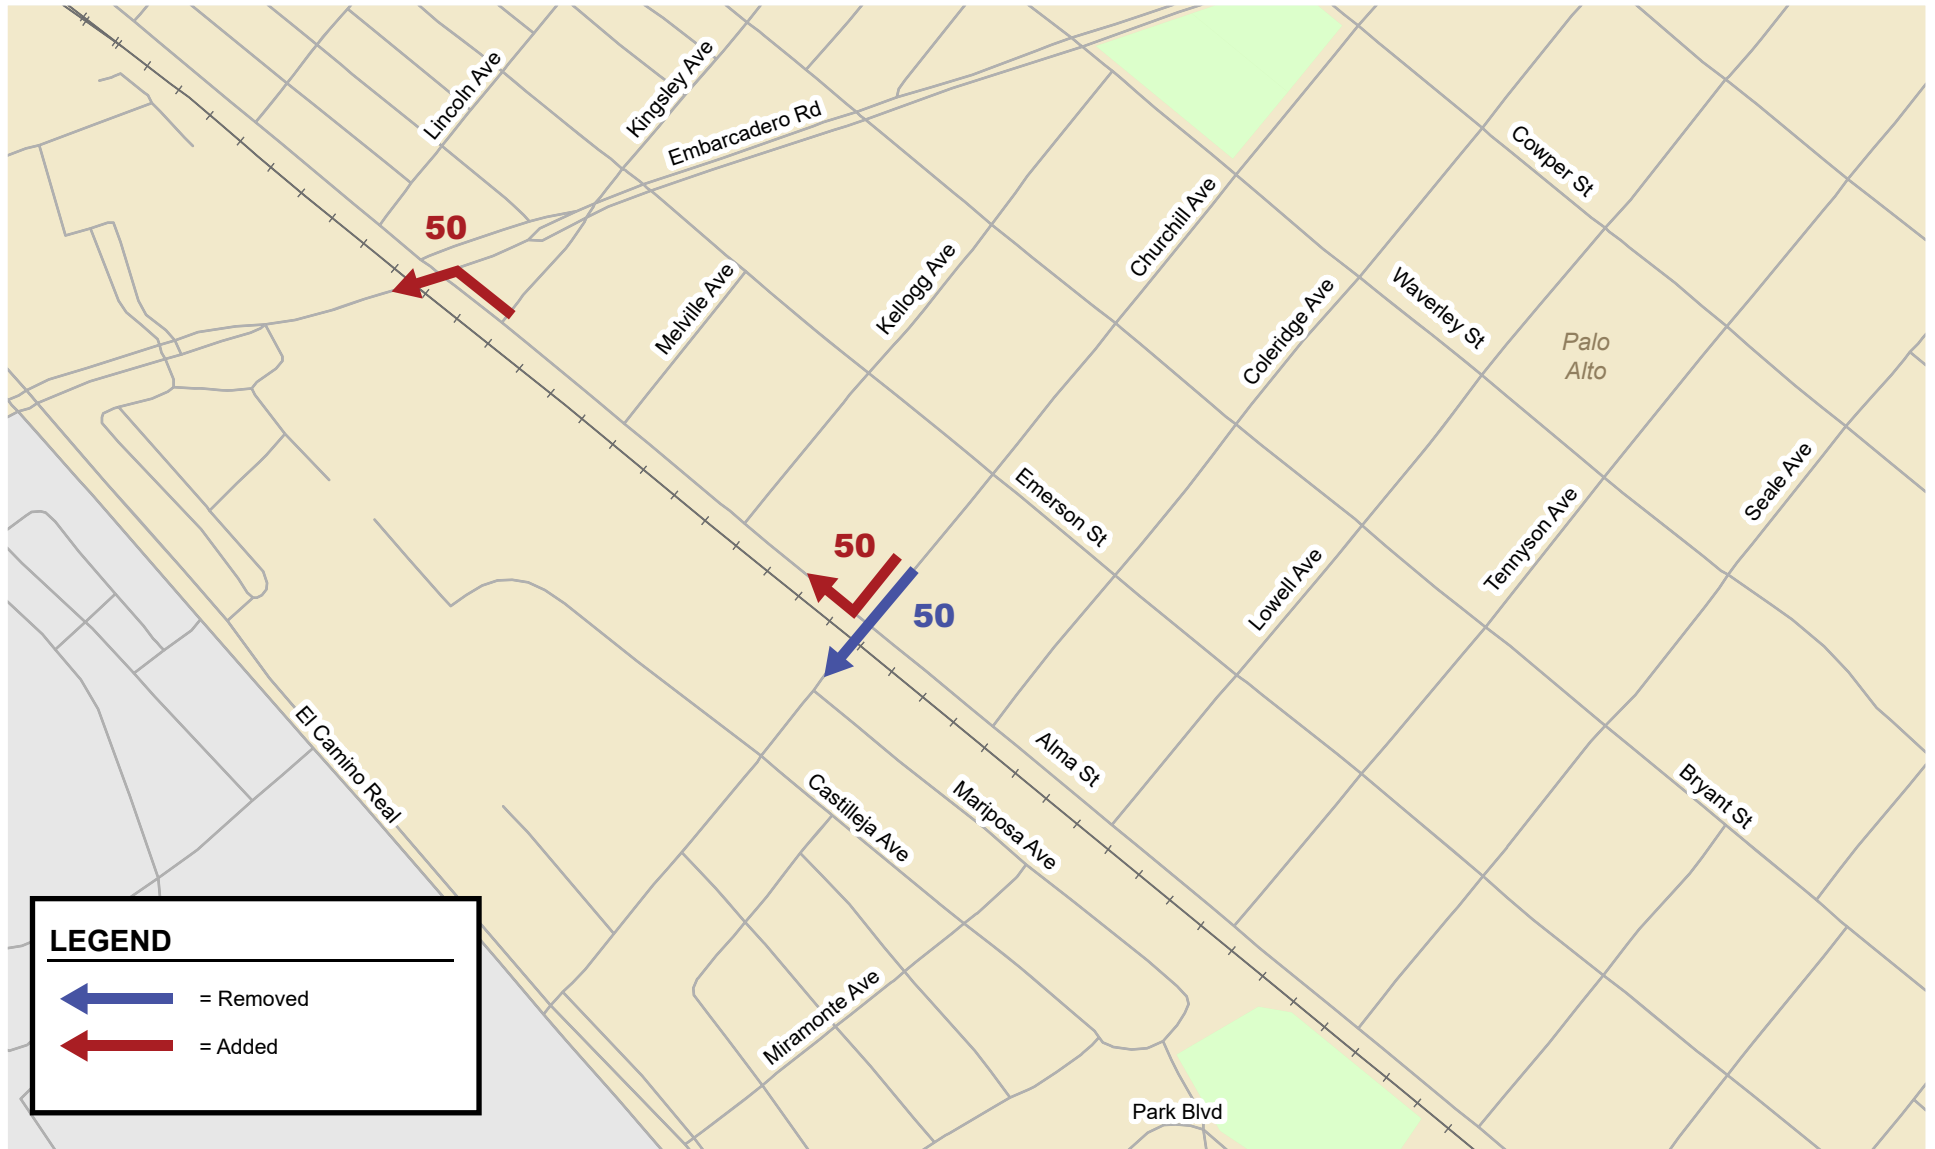 Lincoln Ave
Kingsley Ave
Embarcadero Rd
Cowper St
50
Churchill Ave
Melville Ave
Kellogg Ave
Coleridge Ave
Waverley St
Palo
Alto
Emerson St
Seale Ave
Tennyson Ave
50
50
Lowell Ave
El Camino Real
Alma St
Castilleja Ave
Mariposa Ave
Bryant St
Miramonte Ave
Park Blvd
LEGEND
= Removed
= Added